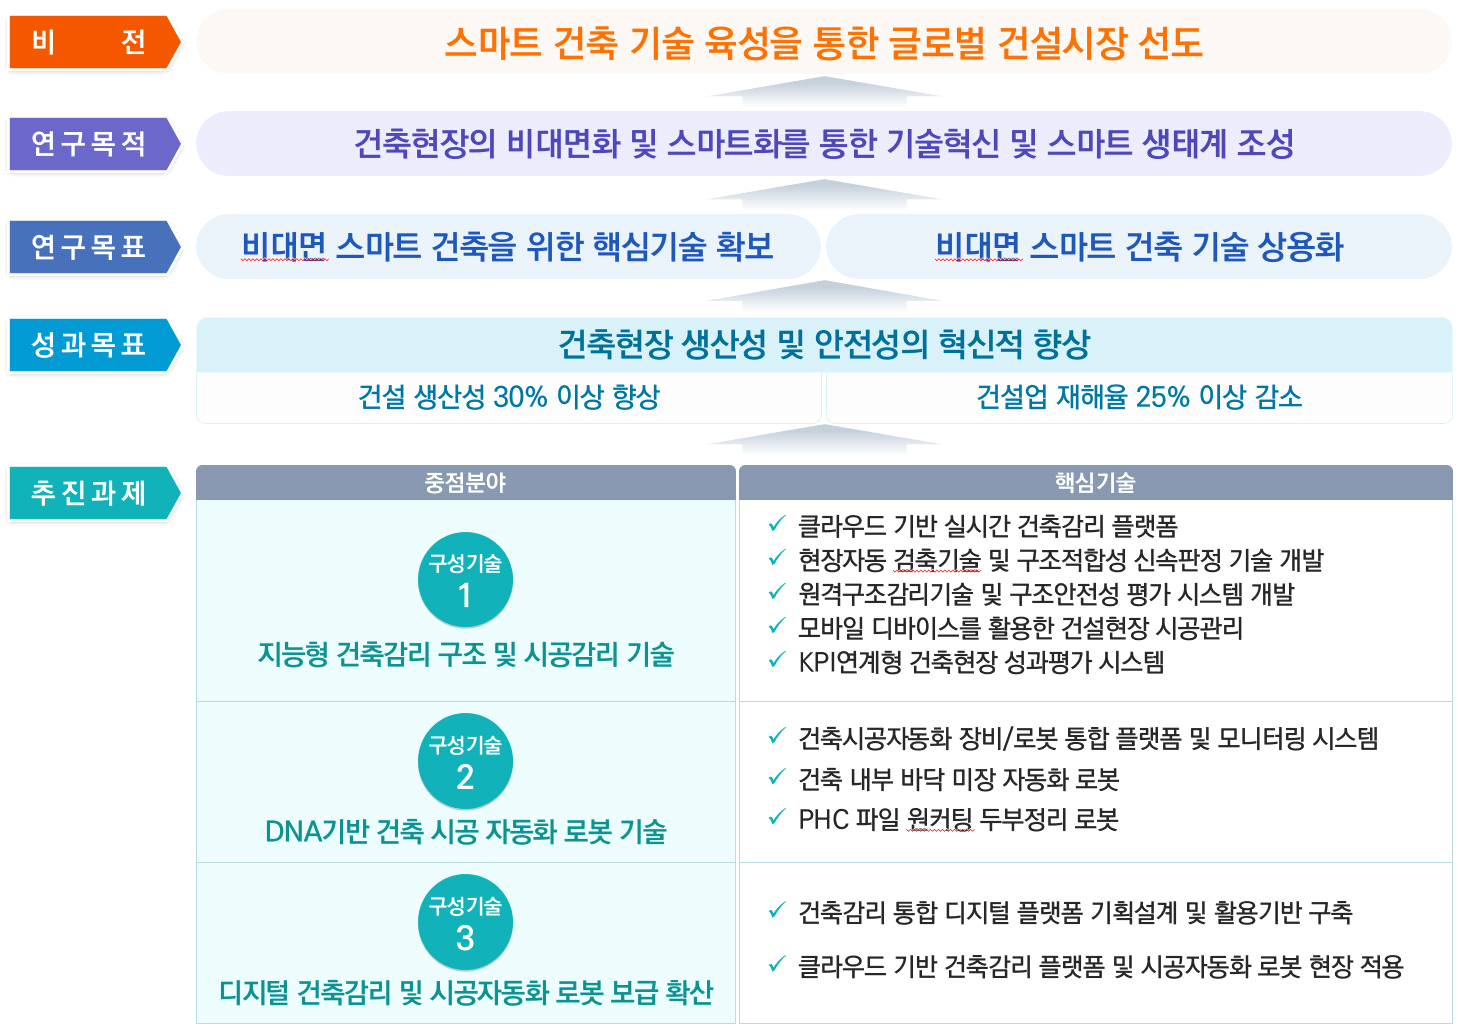 비 전
스마트 건축 기술 육성을 통한 글로벌 건설시장 선도
연구목적
건축현장의 비대면화 및 스마트화를 통한 기술혁신 및 스마트 생태계 조성
연구목표
비대면 스마트 건축을 위한 핵심기술 확보
비대면 스마트 건축 기술 상용화
성과목표
건축현장 생산성 및 안전성의 혁신적 향상
건설 생산성 30% 이상 향상
건설업 재해율 25% 이상 감소
추진과제
중점분야
핵심기술
구성기술
1
지능형 건축감리 구조 및 시공감리 기술
클라우드 기반 실시간 건축감리 플랫폼
현장자동 검축기술 및 구조적합성 신속판정 기술 개발
원격구조감리기술 및 구조안전성 평가 시스템 개발
모바일 디바이스를 활용한 건설현장 시공관리
KPI연계형 건축현장 성과평가 시스템
구성기술
2
DNA기반 건축 시공 자동화 로봇 기술
건축시공자동화 장비/로봇 통합 플랫폼 및 모니터링 시스템
건축 내부 바닥 미장 자동화 로봇
PHC 파일 원커팅 두부정리 로봇
구성기술
3
디지털 건축감리 및 시공자동화 로봇 보급 확산
건축감리 통합 디지털 플랫폼 기획설계 및 활용기반 구축
클라우드 기반 건축감리 플랫폼 및 시공자동화 로봇 현장 적용